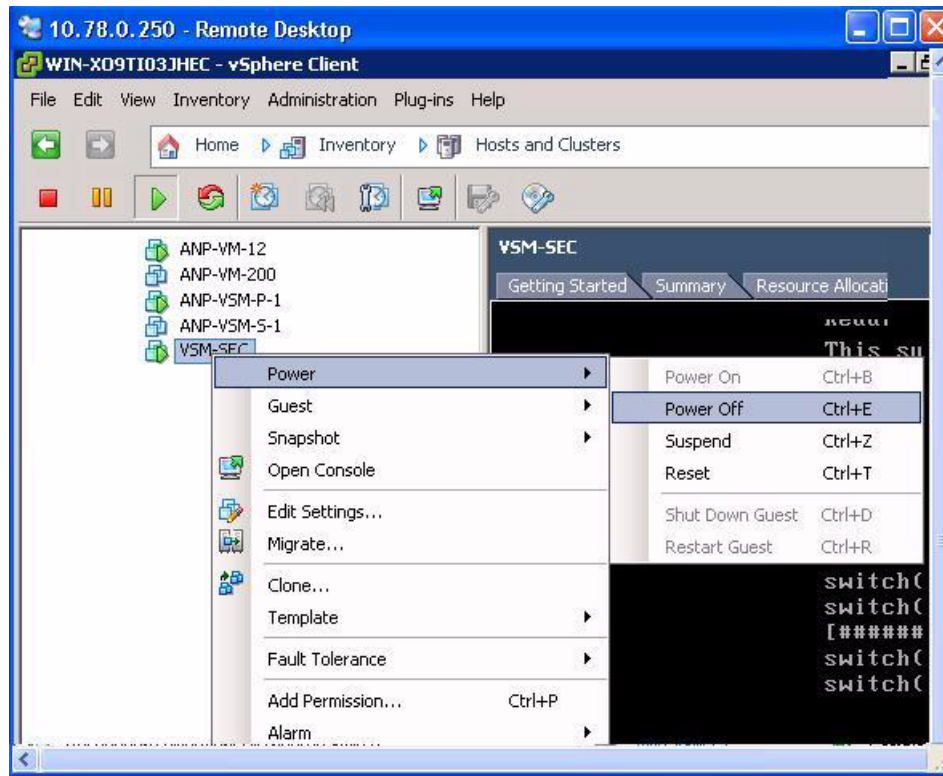 10.78.0.250 - Remote Desktop
WIN-XO9TI03JHEC - vSphere Client
File Edit View Inventory Administration Plug-ins Help
Home Inventory Hosts and Clusters
ANP-VM-12
ANP-VM-200
ANP-VSM-P-1
ANP-VSM-S-1
VSM-SEC
VSM-SEC
Getting Started Summary Resource Allocati
This su
Power
Guest
Snapshot
Open Console
Edit Settings...
Migrate...
Clone...
Template
Fault Tolerance
Add Permission... Ctrl+P
Alarm
Power On Ctrl+B
Power Off Ctrl+E
Suspend Ctrl+Z
Reset Ctrl+T
Shut Down Guest Ctrl+D
Restart Guest Ctrl+R
switch(
switch(
[######
switch(
switch(